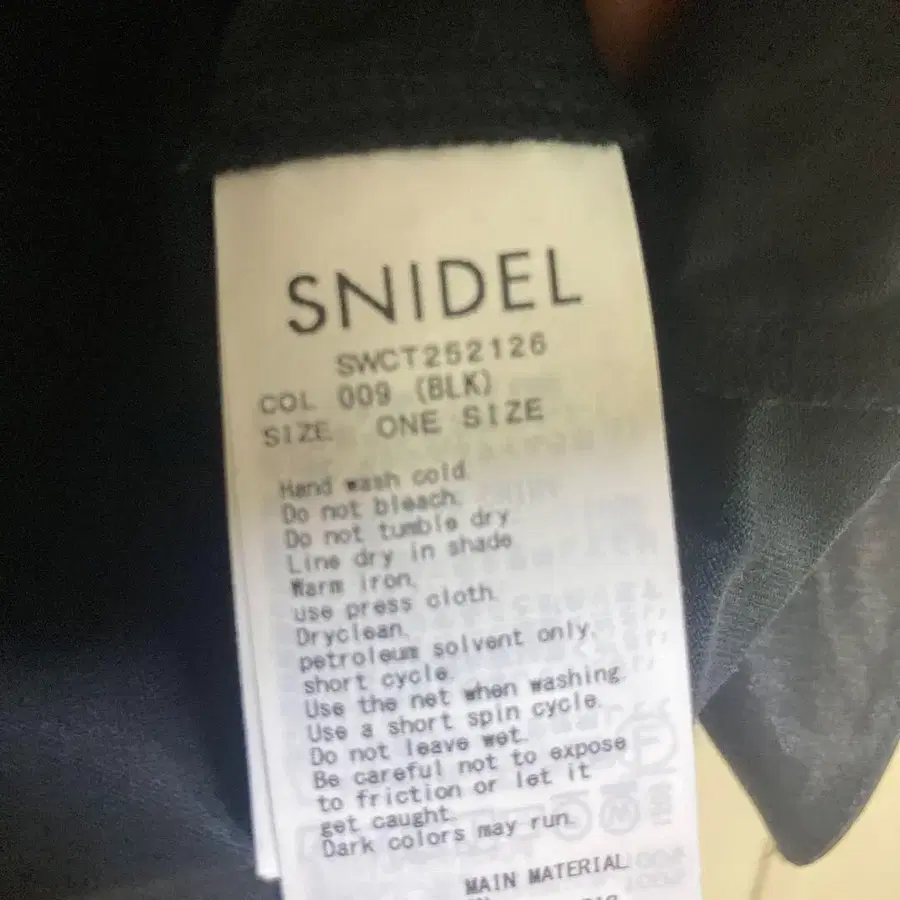 SNIDEL
SWCT252126
COL 009 (BLK)
SIZE ONE SIZE
Hand wash cold.
Do not bleach.
Do not tumble dry
Line dry in shade
Warm iron.
use press cloth.
Dryclean.
petroleum solvent only.
short cycle.
Use the net when washing.
Use a short spin cycle.
Do not leave wet.
Be careful not to expose
to friction or let it
get caught.
Dark colors may run.
MAIN MATERIAL